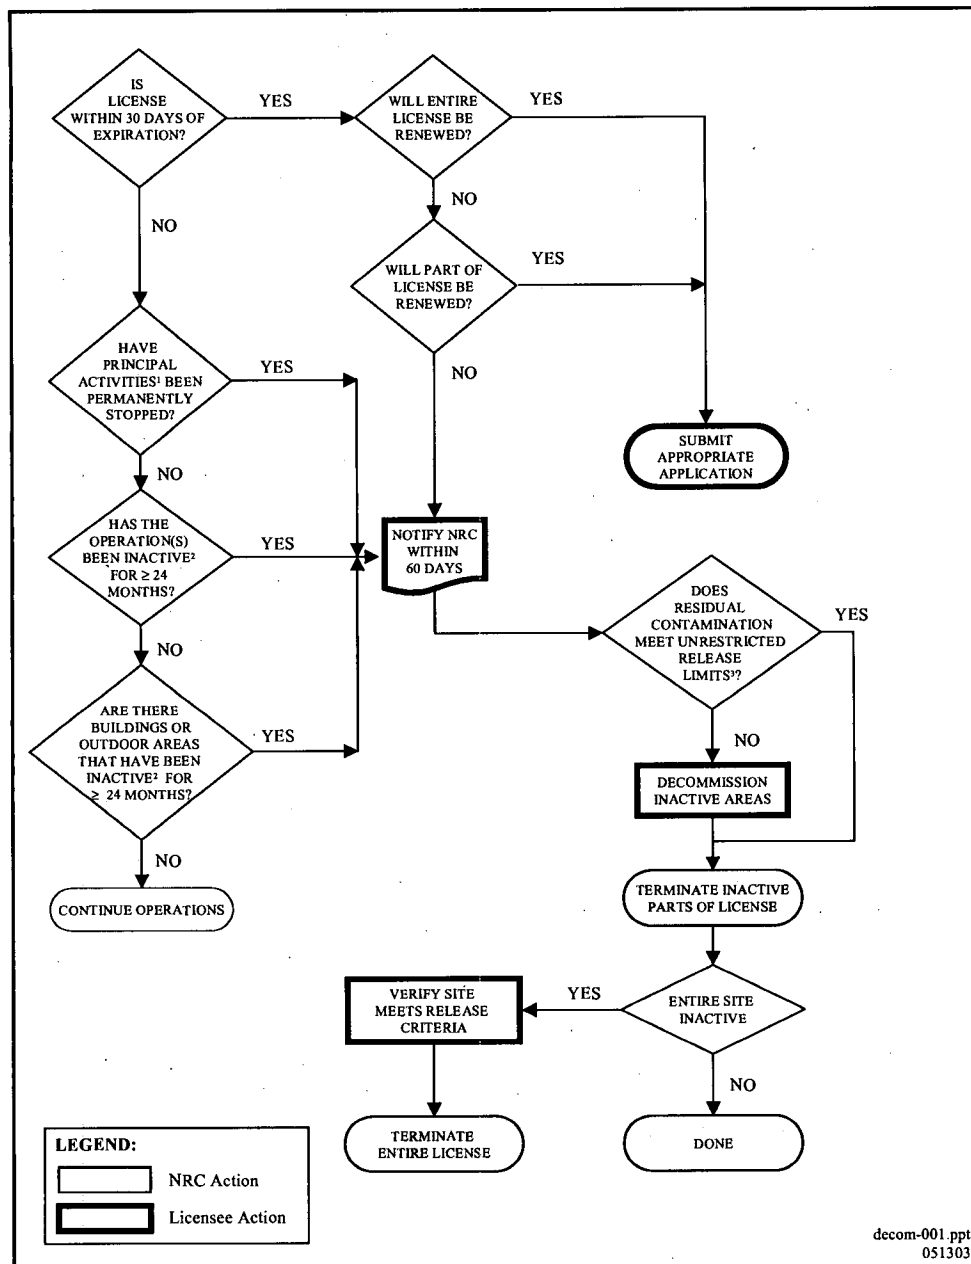 IS
LICENSE
WITHIN 30 DAYS OF
EXPIRATION?
YES
WILL ENTIRE
LICENSE BE
RENEWED?
YES
NO
NO
WILL PART OF
LICENSE BE
RENEWED?
YES
NO
HAVE
PRINCIPAL
ACTIVITIES¹ BEEN
PERMANENTLY
STOPPED?
YES
NO
SUBMIT
APPROPRIATE
APPLICATION
HAS THE
OPERATION(S)
BEEN INACTIVE²
FOR ≥ 24
MONTHS?
YES
NO
NOTIFY NRC
WITHIN
60 DAYS
DOES
RESIDUAL
CONTAMINATION
MEET UNRESTRICTED
RELEASE
LIMITS³?
YES
NO
ARE THERE
BUILDINGS OR
OUTDOOR AREAS
THAT HAVE BEEN
INACTIVE² FOR
≥ 24 MONTHS?
YES
NO
CONTINUE OPERATIONS
DECOMMISSION
INACTIVE AREAS
TERMINATE INACTIVE
PARTS OF LICENSE
ENTIRE SITE
INACTIVE
YES
NO
VERIFY SITE
MEETS RELEASE
CRITERIA
TERMINATE
ENTIRE LICENSE
DONE
LEGEND:
NRC Action
Licensee Action
decom-001.ppt
051303